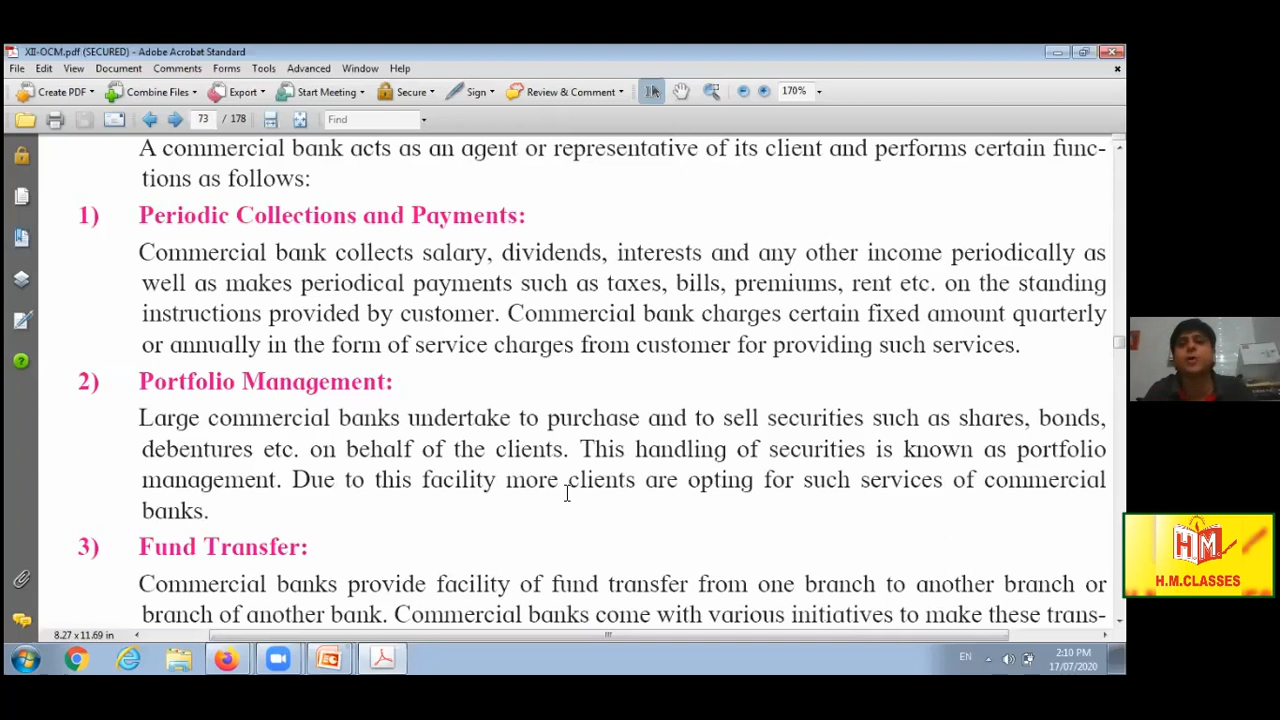 XII-OCM.pdf (SECURED) - Adobe Acrobat Standard
File Edit View Document Comments Forms Tools Advanced Window Help
Create PDF Combine Files Export Start Meeting Secure Sign Review & Comment 170%
73 / 178 Find
A commercial bank acts as an agent or representative of its client and performs certain func-
tions as follows:
1) Periodic Collections and Payments:
Commercial bank collects salary, dividends, interests and any other income periodically as
well as makes periodical payments such as taxes, bills, premiums, rent etc. on the standing
instructions provided by customer. Commercial bank charges certain fixed amount quarterly
or annually in the form of service charges from customer for providing such services.
2) Portfolio Management:
Large commercial banks undertake to purchase and to sell securities such as shares, bonds,
debentures etc. on behalf of the clients. This handling of securities is known as portfolio
management. Due to this facility more clients are opting for such services of commercial
banks.
3) Fund Transfer:
Commercial banks provide facility of fund transfer from one branch to another branch or
branch of another bank. Commercial banks come with various initiatives to make these trans-
8.27 x 11.69 in
EN
2:10 PM
17/07/2020
HM
H.M.CLASSES